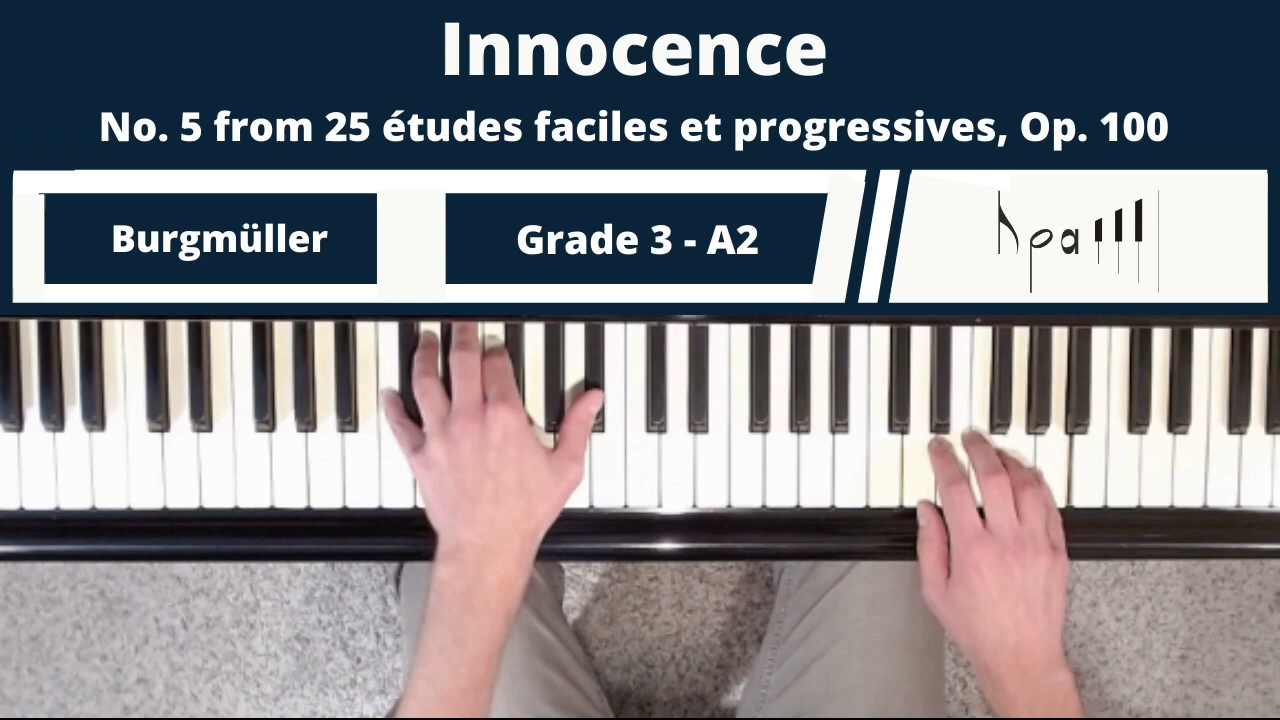 Innocence
No. 5 from 25 études faciles et progressives, Op. 100
Burgmüller
Grade 3 - A2